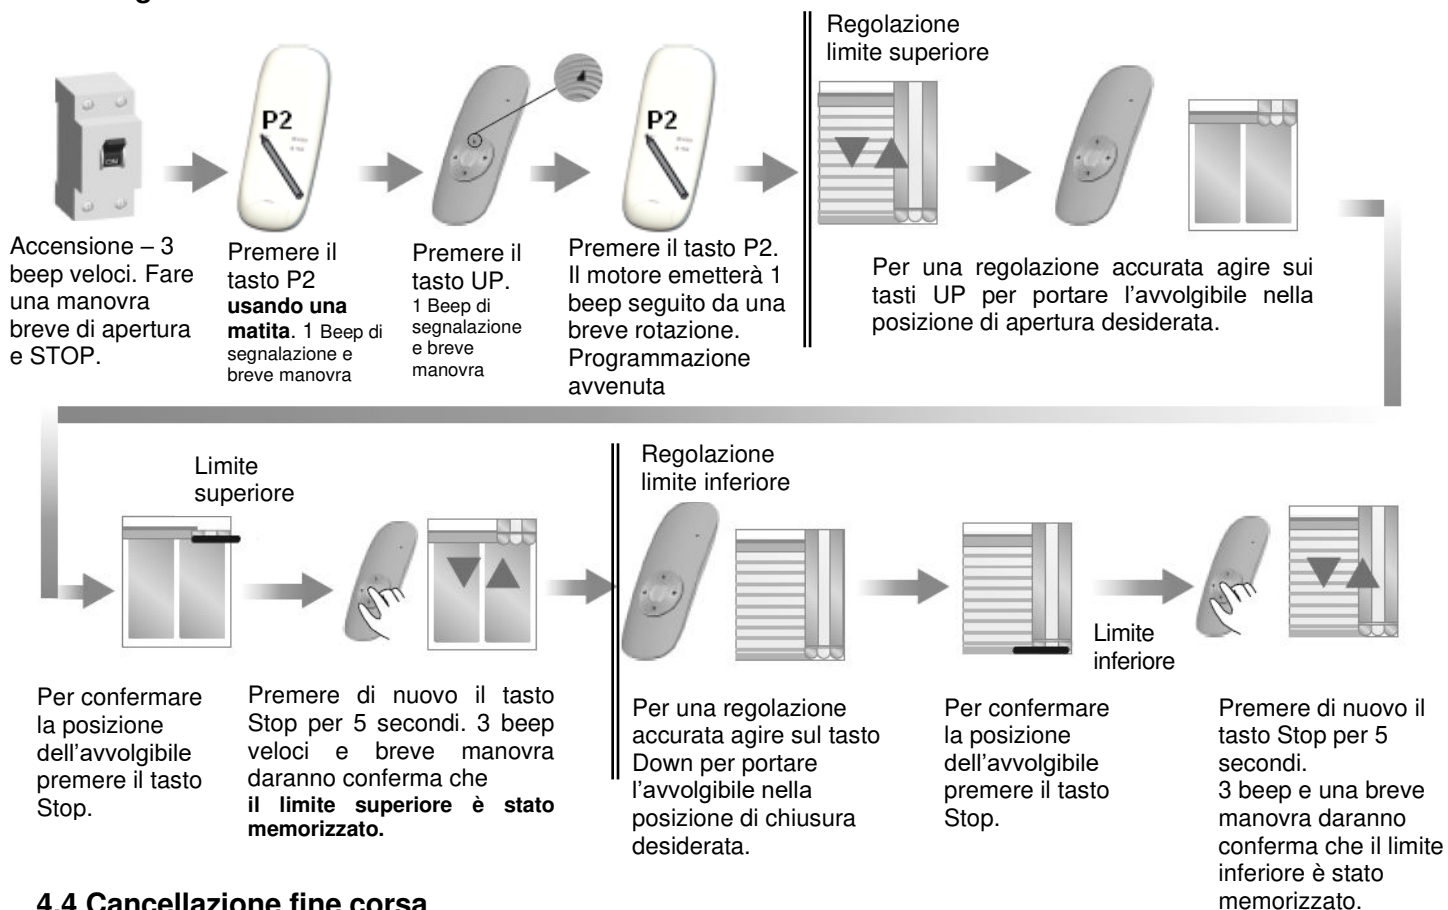 Regolazione
limite superiore
ON
P2
P2
Accensione – 3
beep veloci. Fare
una manovra
breve di apertura
e STOP.
Premere il
tasto P2
usando una
matita. 1 Beep di
segnalazione e
breve manovra
Premere il
tasto UP.
1 Beep di
segnalazione
e breve
manovra
Premere il tasto P2.
Il motore emetterà 1
beep seguito da una
breve rotazione.
Programmazione
avvenuta
Per una regolazione accurata agire sui
tasti UP per portare l’avvolgibile nella
posizione di apertura desiderata.
Limite
superiore
Per confermare
la posizione
dell’avvolgibile
premere il tasto
Stop.
Premere di nuovo il tasto
Stop per 5 secondi. 3 beep
veloci e breve manovra
daranno conferma che
il limite superiore è stato
memorizzato.
Regolazione
limite inferiore
Per una regolazione
accurata agire sul tasto
Down per portare
l’avvolgibile nella
posizione di chiusura
desiderata.
Limite
inferiore
Per confermare
la posizione
dell’avvolgibile
premere il tasto
Stop.
Premere di nuovo il
tasto Stop per 5
secondi.
3 beep e una breve
manovra daranno
conferma che il limite
inferiore è stato
memorizzato.
4.4 Cancellazione fine corsa